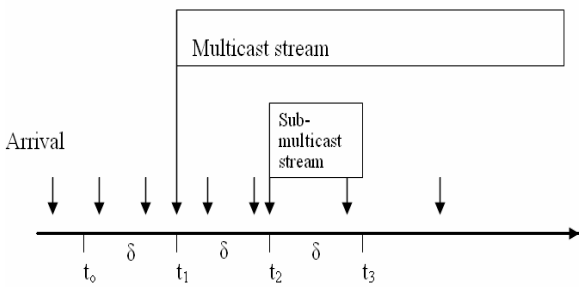 Multicast stream
Sub-
multicast
stream
Arrival
δ δ δ
t₀ t₁ t₂ t₃